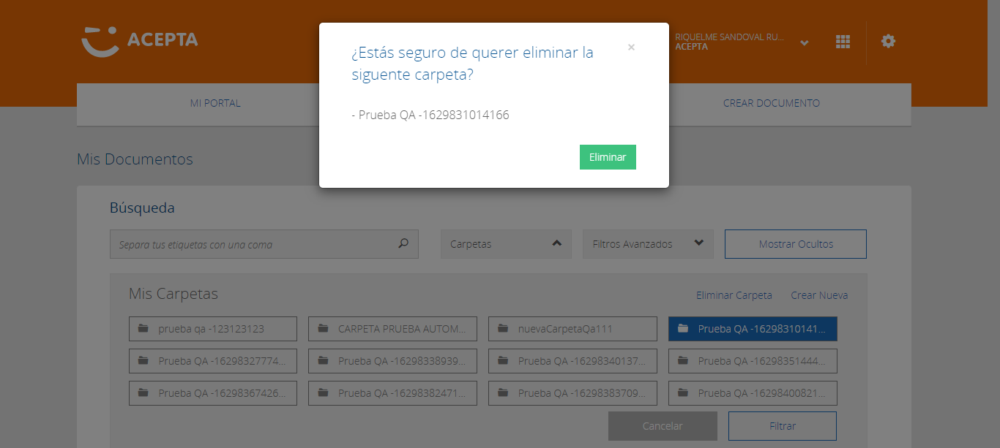 ACEPTA
RIQUELME SANDOVAL RU...
ACEPTA
¿Estás seguro de querer eliminar la
siguente carpeta?
×
- Prueba QA -1629831014166
Eliminar
MI PORTAL
CREAR DOCUMENTO
Mis Documentos
Búsqueda
Separa tus etiquetas con una coma
Carpetas
Filtros Avanzados
Mostrar Ocultos
Mis Carpetas
Eliminar Carpeta
Crear Nueva
prueba qa -123123123
CARPETA PRUEBA AUTOM...
nuevaCarpetaQa111
Prueba QA -16298310141...
Prueba QA -16298327774...
Prueba QA -16298338939...
Prueba QA -16298340137...
Prueba QA -16298351444...
Prueba QA -16298367426...
Prueba QA -16298382471...
Prueba QA -16298383709...
Prueba QA -16298400821...
Cancelar
Filtrar